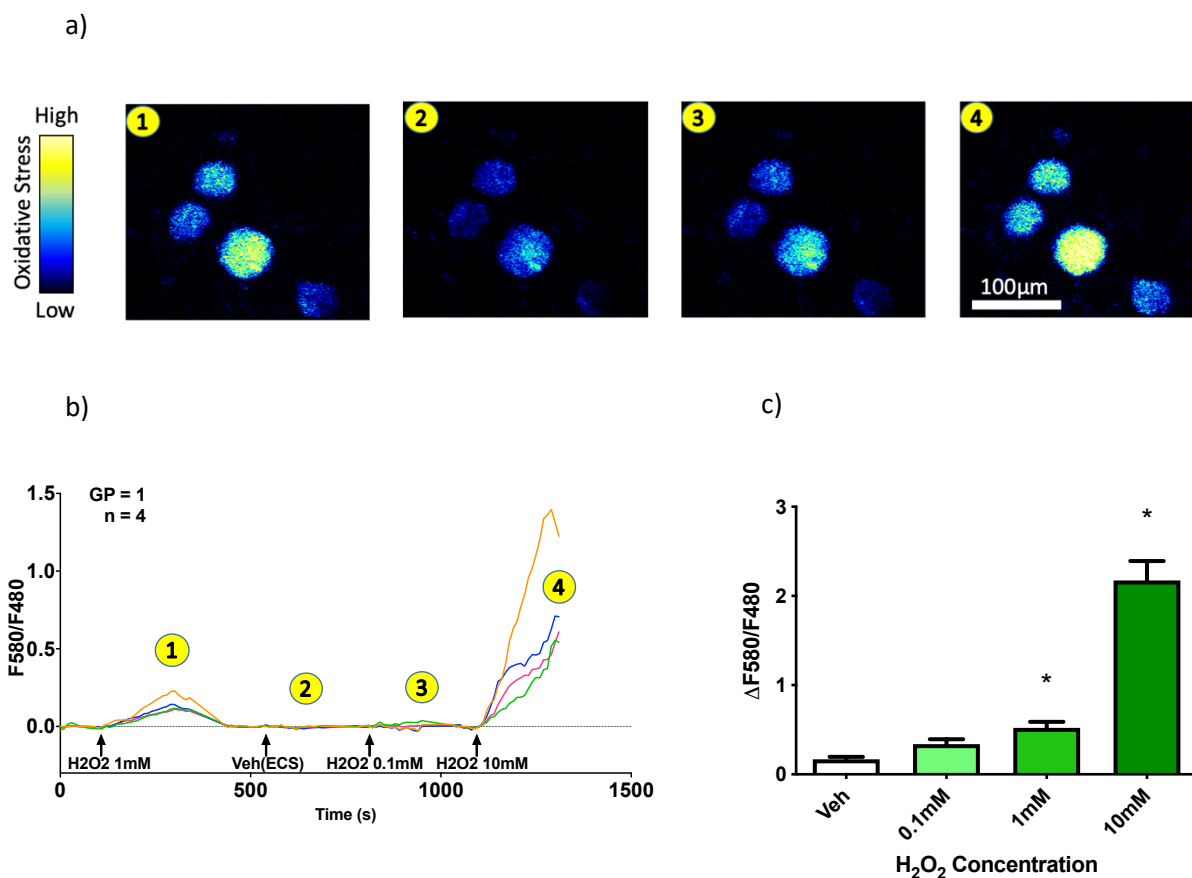 a)
High
Oxidative Stress
Low
1
2
3
4
100µm
b)
GP = 1
n = 4
F580/F480
1.5
1.0
0.5
0.0
1
2
3
4
H2O2 1mM
Veh(ECS)
H2O2 0.1mM
H2O2 10mM
0
500
1000
1500
Time (s)
c)
ΔF580/F480
3
2
1
0
*
*
Veh
0.1mM
1mM
10mM
H₂O₂ Concentration